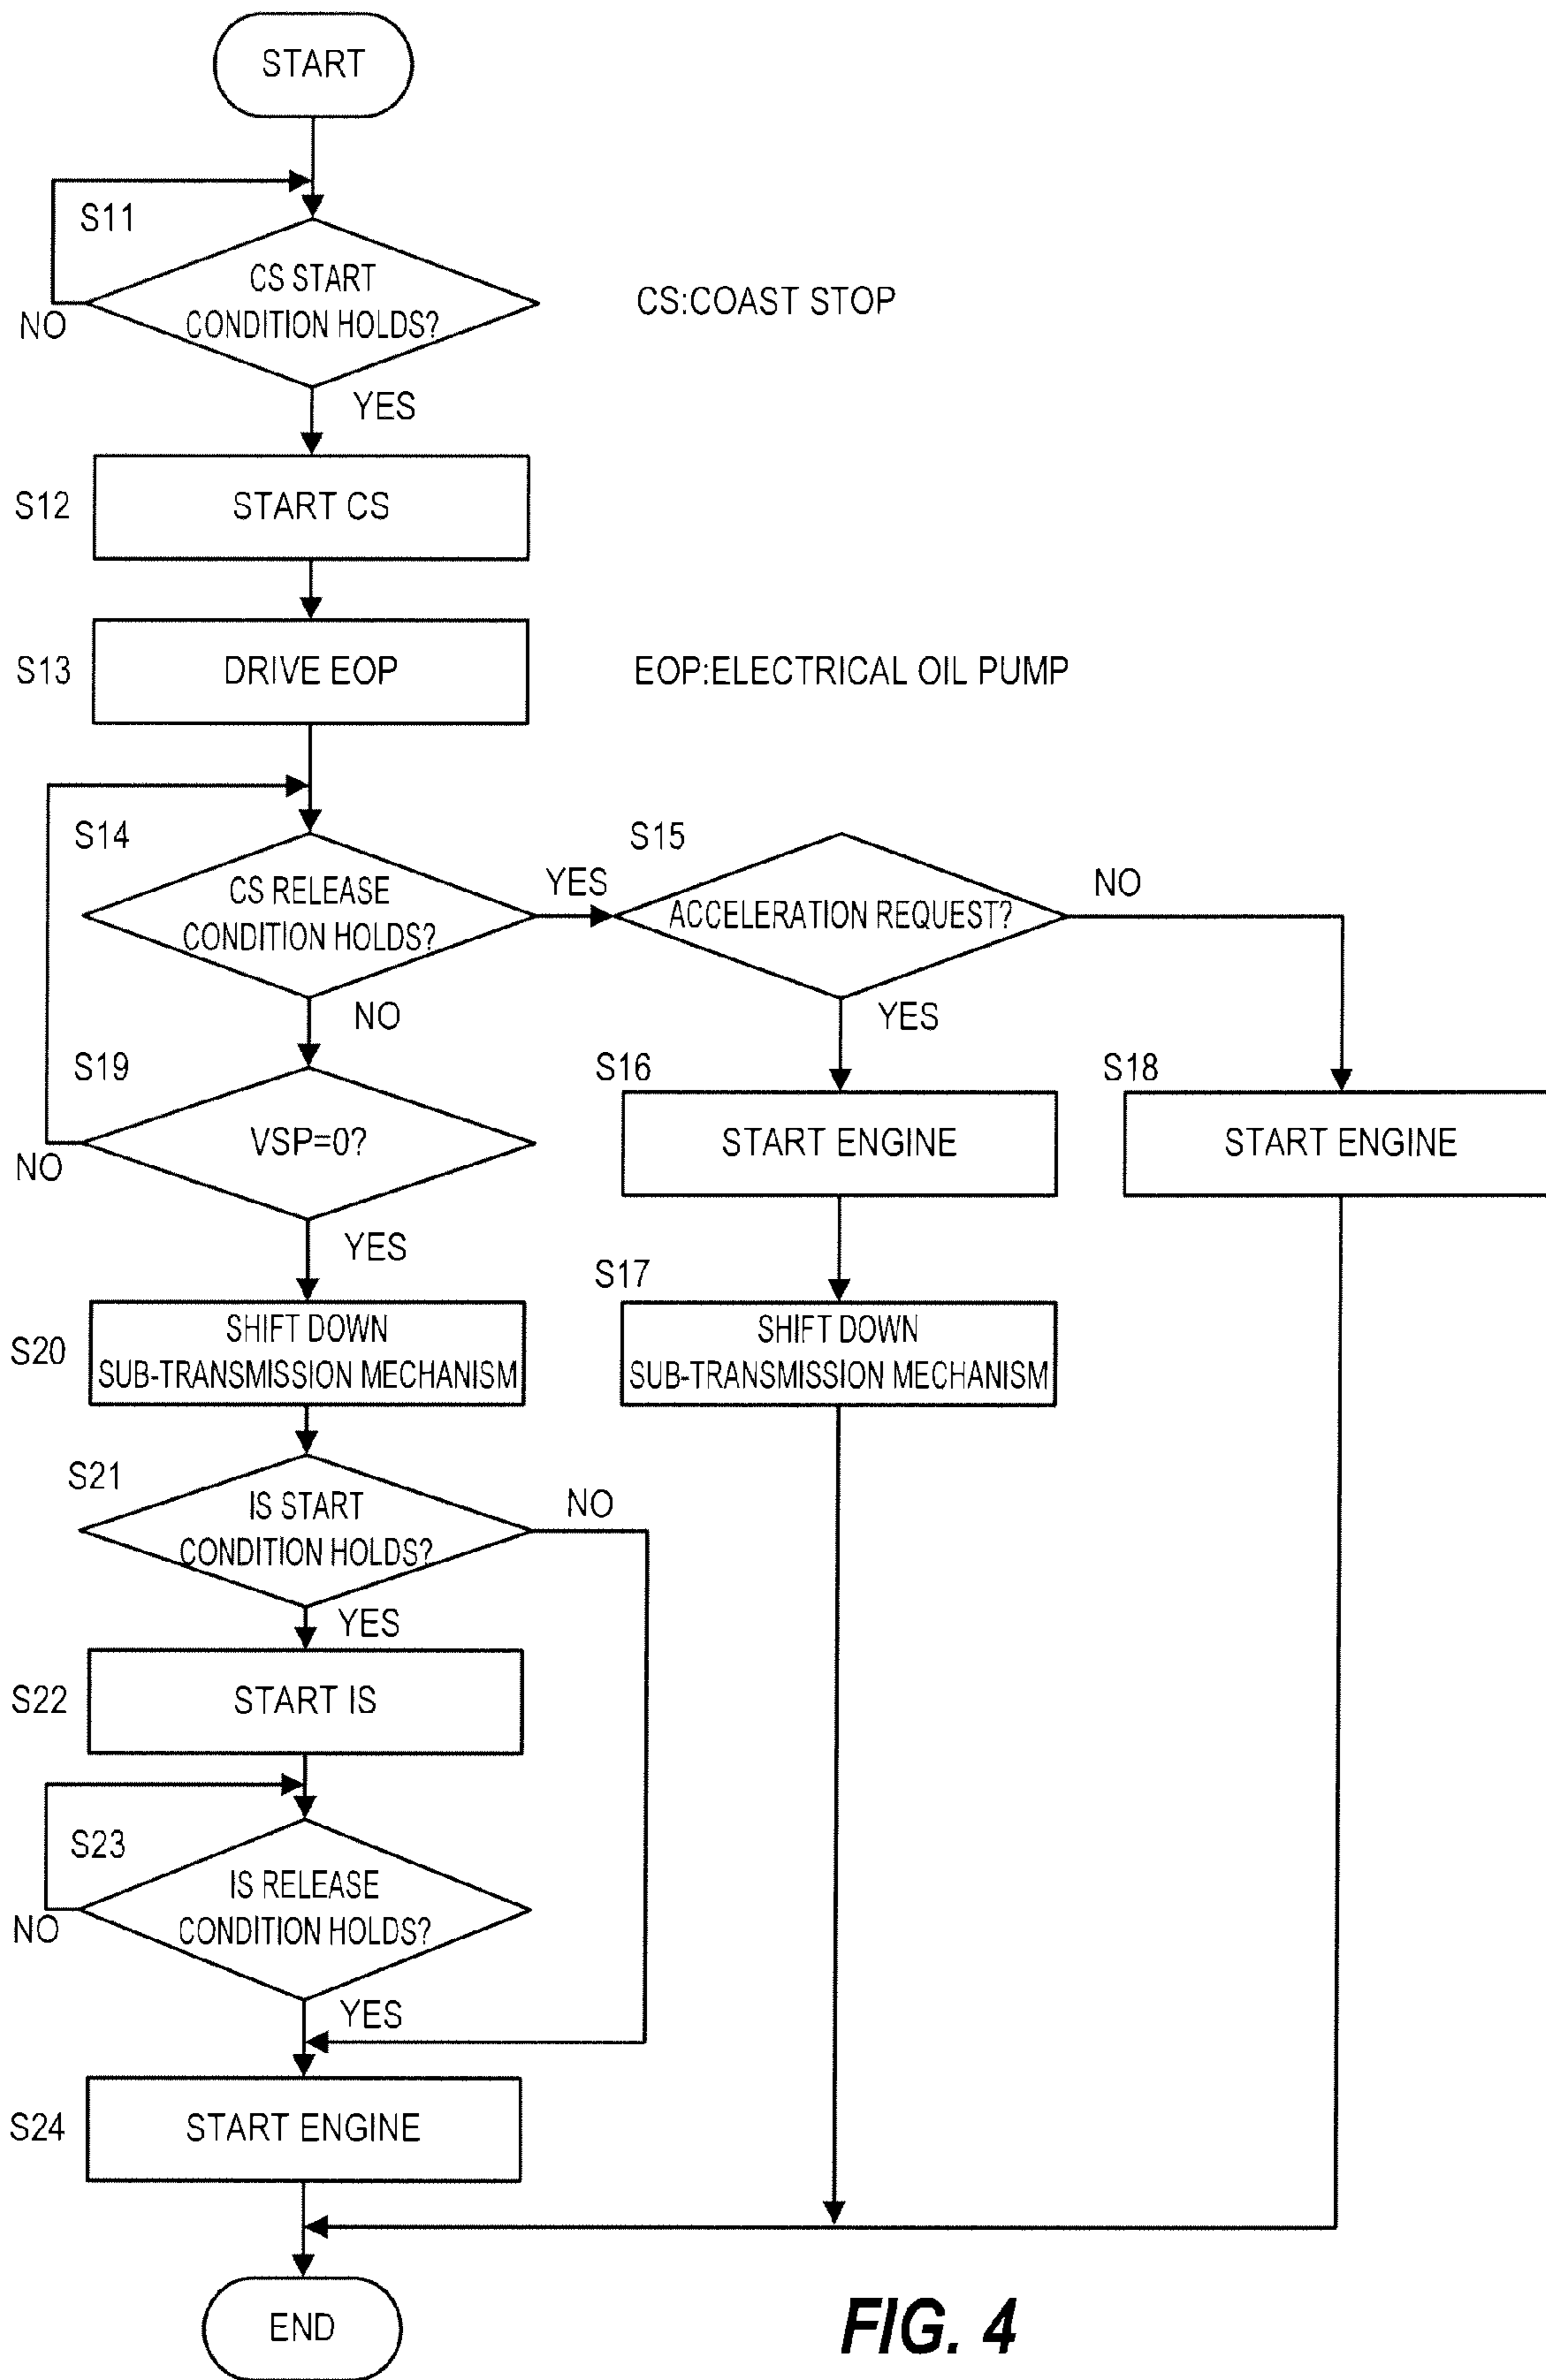 START
S11
CS START
CONDITION HOLDS?
NO
YES
CS:COAST STOP
S12
START CS
S13
DRIVE EOP
EOP:ELECTRICAL OIL PUMP
S14
CS RELEASE
CONDITION HOLDS?
YES
NO
S15
ACCELERATION REQUEST?
NO
YES
S19
VSP=0?
NO
YES
S16
START ENGINE
S18
START ENGINE
S17
SHIFT DOWN
SUB-TRANSMISSION MECHANISM
S20
SHIFT DOWN
SUB-TRANSMISSION MECHANISM
S21
IS START
CONDITION HOLDS?
NO
YES
S22
START IS
S23
IS RELEASE
CONDITION HOLDS?
NO
YES
S24
START ENGINE
END
FIG. 4